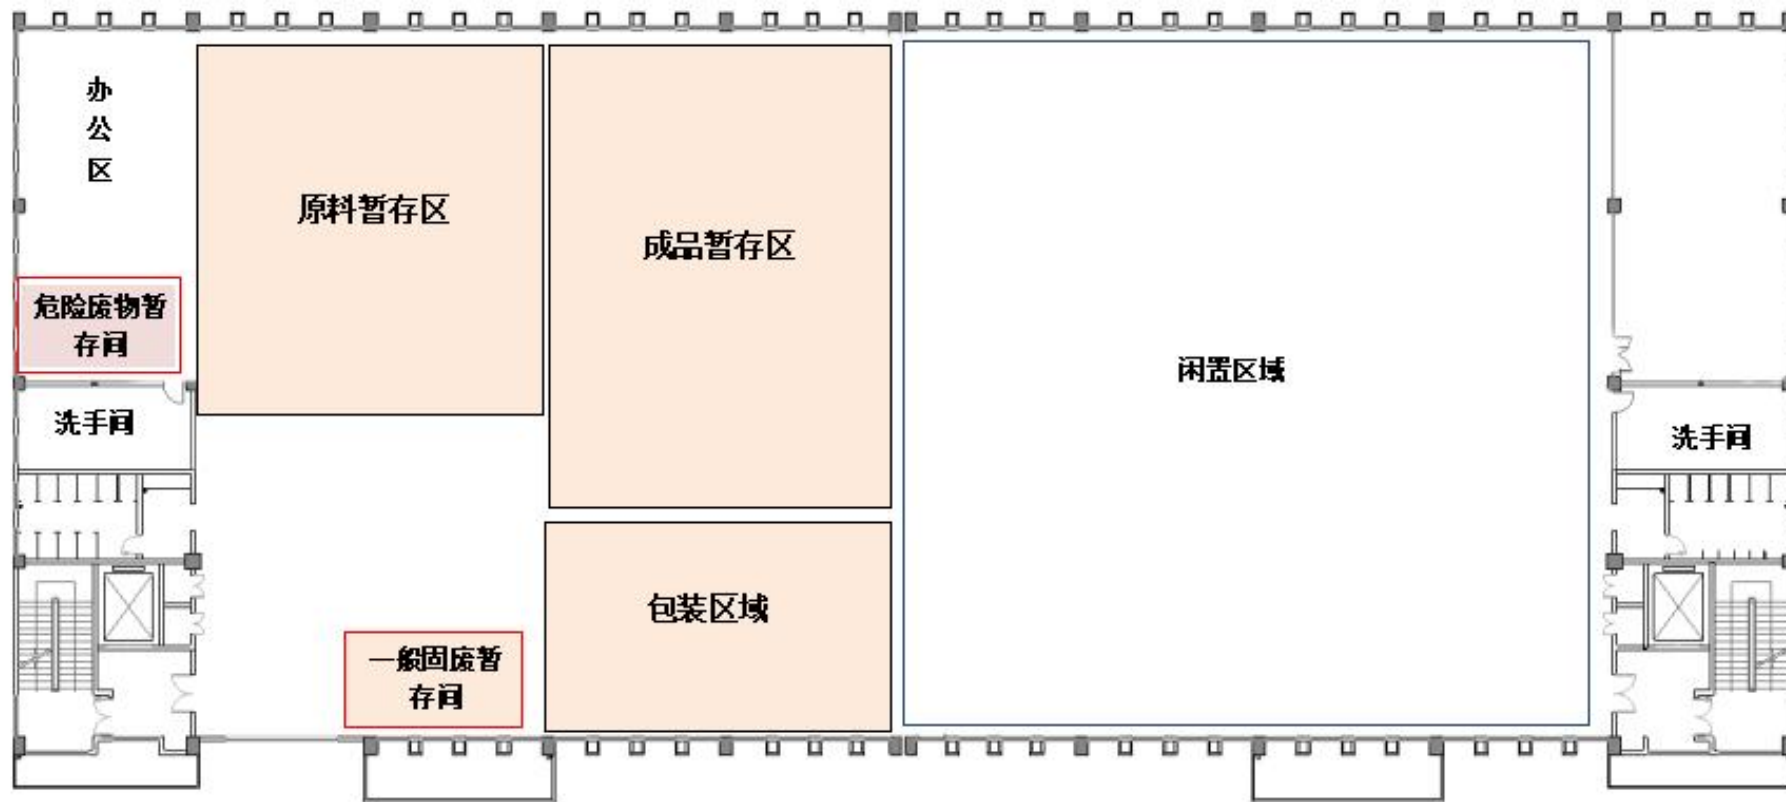 办
公
区
原料暂存区
成品暂存区
危险废物暂
存间
闲置区域
洗手间
洗手间
包装区域
一般固废暂
存间